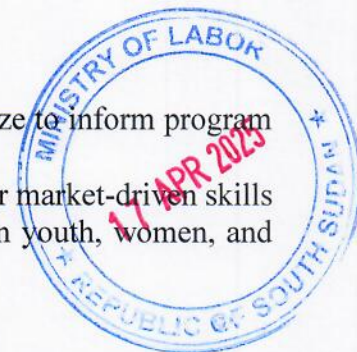 MINISTRY OF LABOR
ze to inform program
17 APR 2025
r market-driven skills
n youth, women, and
★ REPUBLIC OF SOUTH SUDAN ★